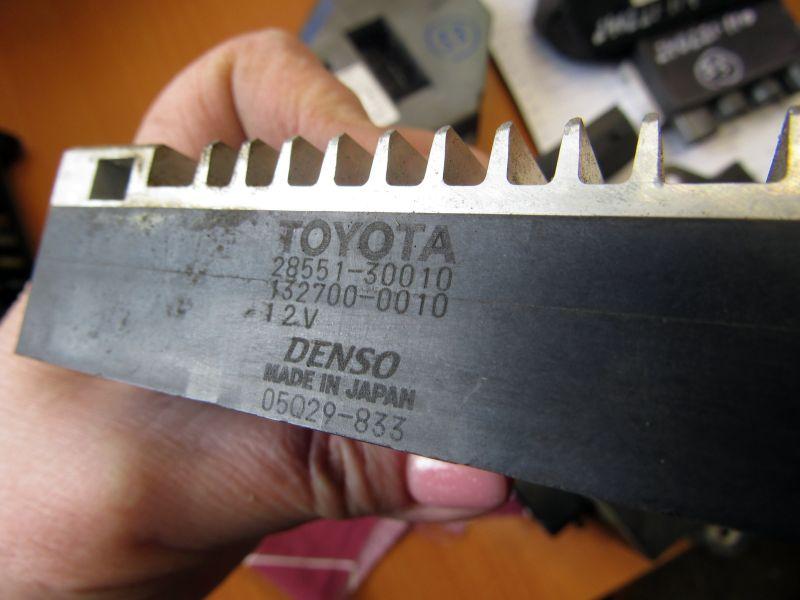 TOYOTA
28551-30010
132700-0010
12V
DENSO
MADE IN JAPAN
05Q29-833